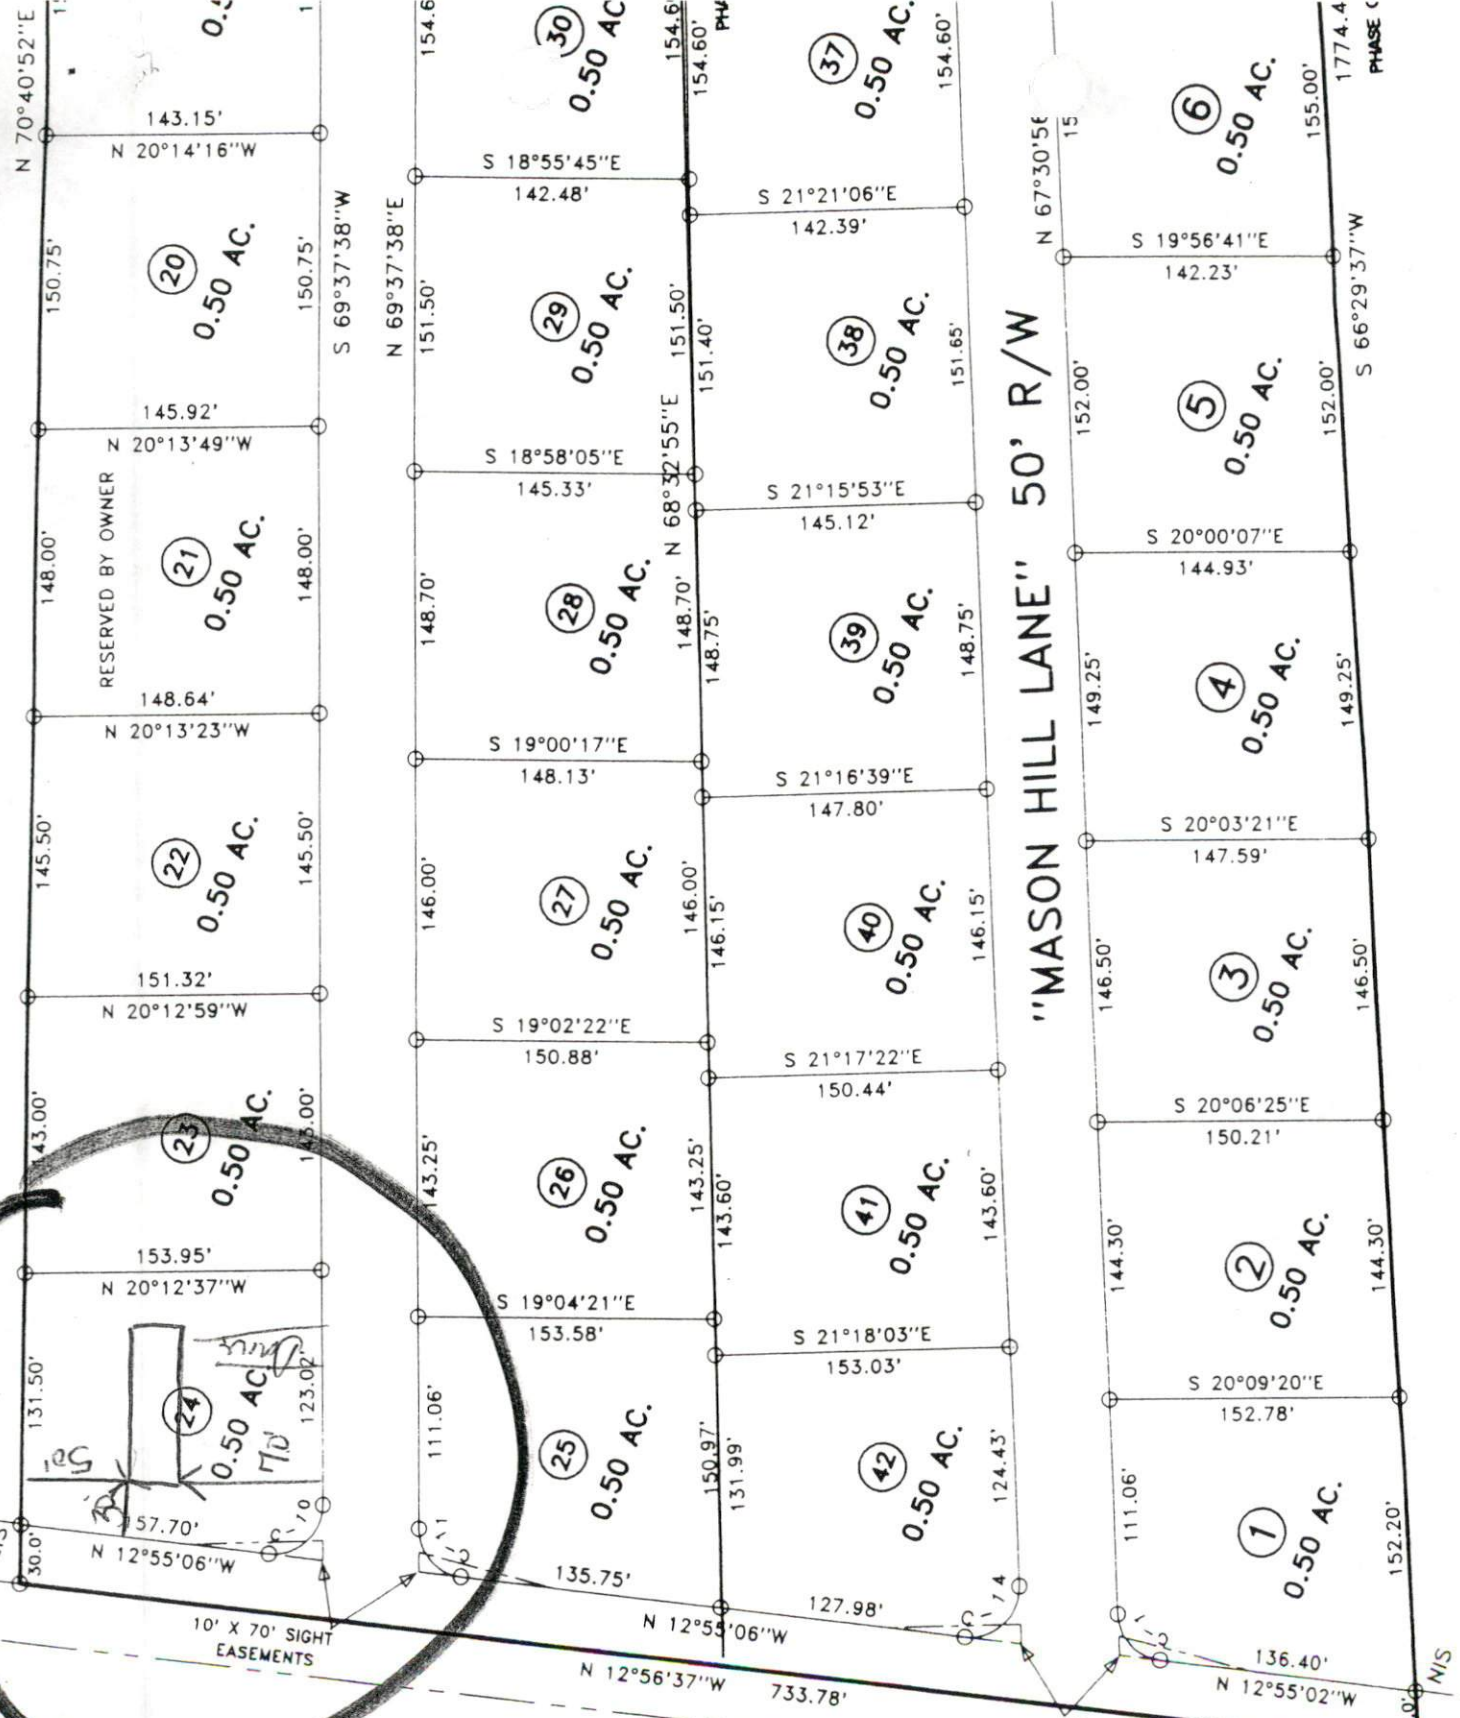 N 70°40'52"E
143.15'
N 20°14'16"W
150.75'
20
0.50 AC.
150.75'
S 69°37'38"W
145.92'
N 20°13'49"W
RESERVED BY OWNER
148.00'
21
0.50 AC.
148.00'
148.64'
N 20°13'23"W
145.50'
22
0.50 AC.
145.50'
151.32'
N 20°12'59"W
143.00'
23
0.50 AC.
143.00'
153.95'
N 20°12'37"W
131.50'
24
0.50 AC.
123.02'
Drive
50'
70'
30'
57.70'
N 12°55'06"W
C-10
30.0'
10' X 70' SIGHT
EASEMENTS
N 69°37'38"E
154.6
30
0.50 AC
154.6
S 18°55'45"E
142.48'
151.50'
29
0.50 AC.
151.50'
S 18°58'05"E
145.33'
N 68°32'55"E
148.70'
28
0.50 AC.
148.70'
S 19°00'17"E
148.13'
146.00'
27
0.50 AC.
146.00'
S 19°02'22"E
150.88'
143.25'
26
0.50 AC.
143.25'
S 19°04'21"E
153.58'
111.06'
25
0.50 AC.
150.97'
135.75'
N 12°55'06"W
N 12°56'37"W 733.78'
154.60'
37
0.50 AC.
154.60'
S 21°21'06"E
142.39'
151.40'
38
0.50 AC.
151.65'
S 21°15'53"E
145.12'
148.75'
39
0.50 AC.
148.75'
S 21°16'39"E
147.80'
146.15'
40
0.50 AC.
146.15'
S 21°17'22"E
150.44'
143.60'
41
0.50 AC.
143.60'
S 21°18'03"E
153.03'
131.99'
42
0.50 AC.
124.43'
127.98'
C-14
"MASON HILL LANE" 50' R/W
N 67°30'56
6
0.50 AC.
155.00'
1774.4
PHASE
S 19°56'41"E
142.23'
S 66°29'37"W
152.00'
5
0.50 AC.
152.00'
S 20°00'07"E
144.93'
149.25'
4
0.50 AC.
149.25'
S 20°03'21"E
147.59'
146.50'
3
0.50 AC.
146.50'
S 20°06'25"E
150.21'
144.30'
2
0.50 AC.
144.30'
S 20°09'20"E
152.78'
111.06'
1
0.50 AC.
152.20'
136.40'
N 12°55'02"W
NIS